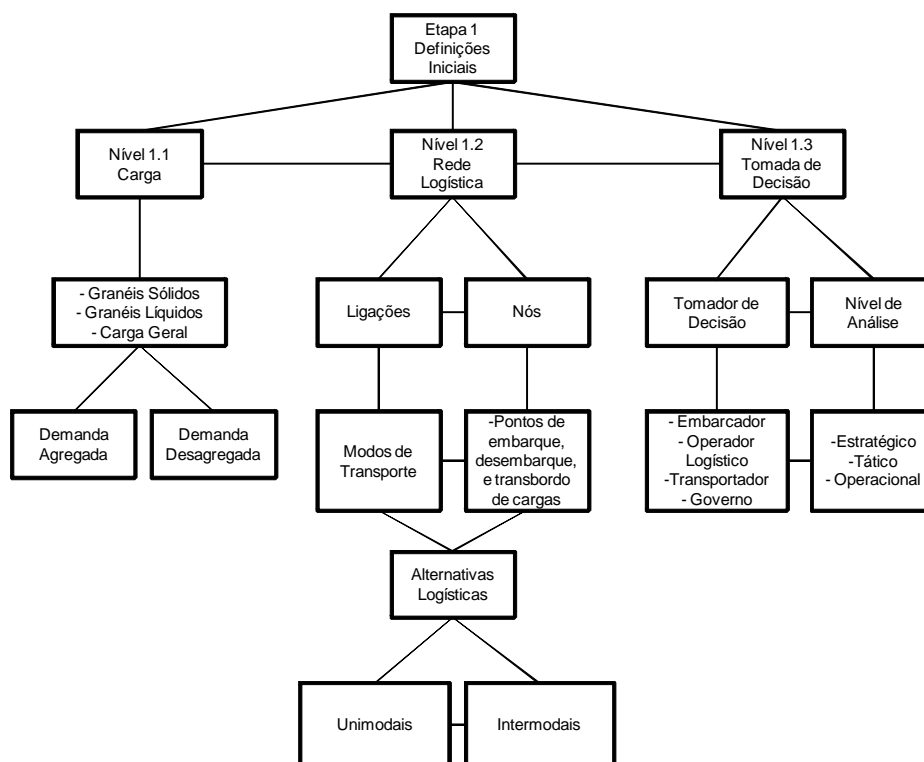 Etapa 1
Definições
Iniciais
Nível 1.1
Carga
Nível 1.2
Rede
Logística
Nível 1.3
Tomada de
Decisão
- Granéis Sólidos
- Granéis Líquidos
- Carga Geral
Ligações
Nós
Tomador de
Decisão
Nível de
Análise
Demanda
Agregada
Demanda
Desagregada
Modos de
Transporte
-Pontos de
embarque,
desembarque,
e transbordo
de cargas
- Embarcador
- Operador
Logístico
-Transportador
- Governo
-Estratégico
-Tático
- Operacional
Alternativas
Logísticas
Unimodais
Intermodais